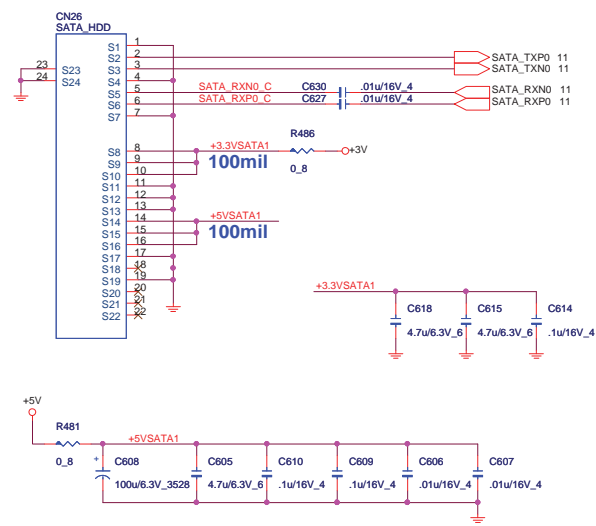 CN26
SATA_HDD
S1 1
S2 2 SATA_TXP0 11
23 S23 S3 3 SATA_TXN0 11
24 S24 S4 4
S5 5 SATA_RXN0_C C630 .01u/16V_4 SATA_RXN0 11
S6 6 SATA_RXP0_C C627 .01u/16V_4 SATA_RXP0 11
S7 7
R486
S8 8 +3.3VSATA1 +3V
S9 9 100mil 0_8
S10 10
S11 11
S12 12
S13 13
S14 14 +5VSATA1
S15 15 100mil
S16 16
S17 17
S18 18
S19 19
S20 20
S21 21
S22 22
+3.3VSATA1
C618 C615 C614
4.7u/6.3V_6 4.7u/6.3V_6 .1u/16V_4
+5V
R481
+5VSATA1
0_8
+ C608 C605 C610 C609 C606 C607
100u/6.3V_3528 4.7u/6.3V_6 .1u/16V_4 .1u/16V_4 .01u/16V_4 .01u/16V_4